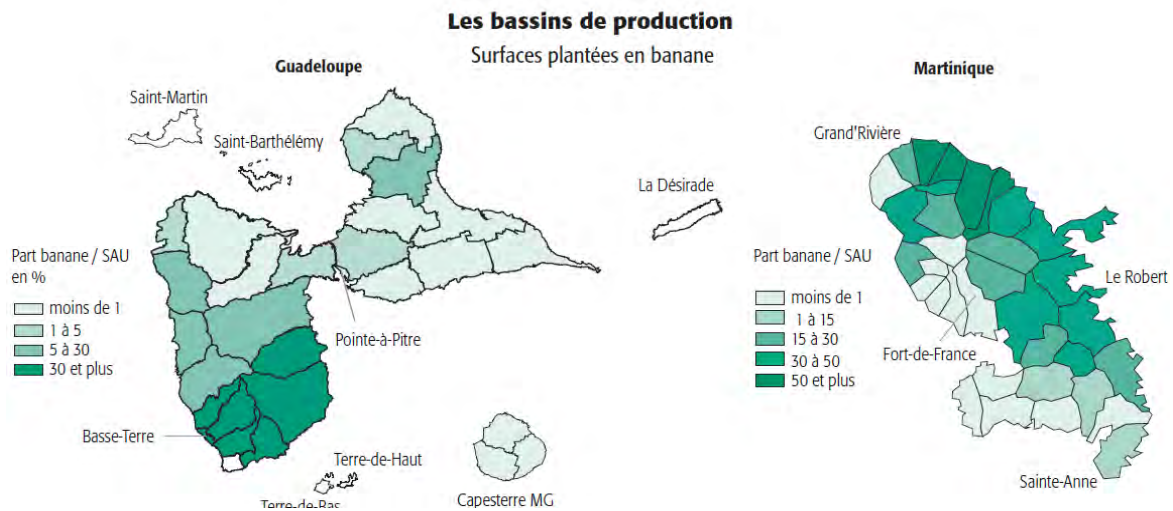 Les bassins de production
Surfaces plantées en banane
Guadeloupe
Saint-Martin
Saint-Barthélémy
La Désirade
Part banane / SAU
en %
moins de 1
1 à 5
5 à 30
30 et plus
Pointe-à-Pitre
Basse-Terre
Terre-de-Haut
Terre-de-Bas
Capesterre MG
Martinique
Grand'Rivière
Part banane / SAU
moins de 1
1 à 15
15 à 30
30 à 50
50 et plus
Le Robert
Fort-de-France
Sainte-Anne